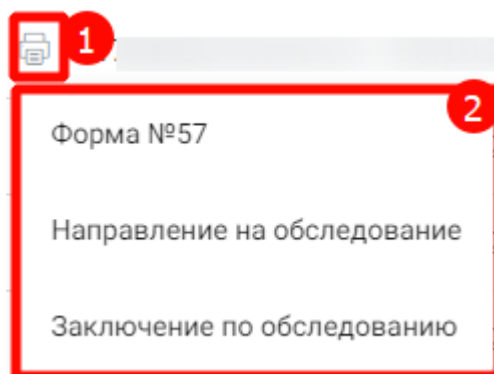 1
2
Форма №57
Направление на обследование
Заключение по обследованию